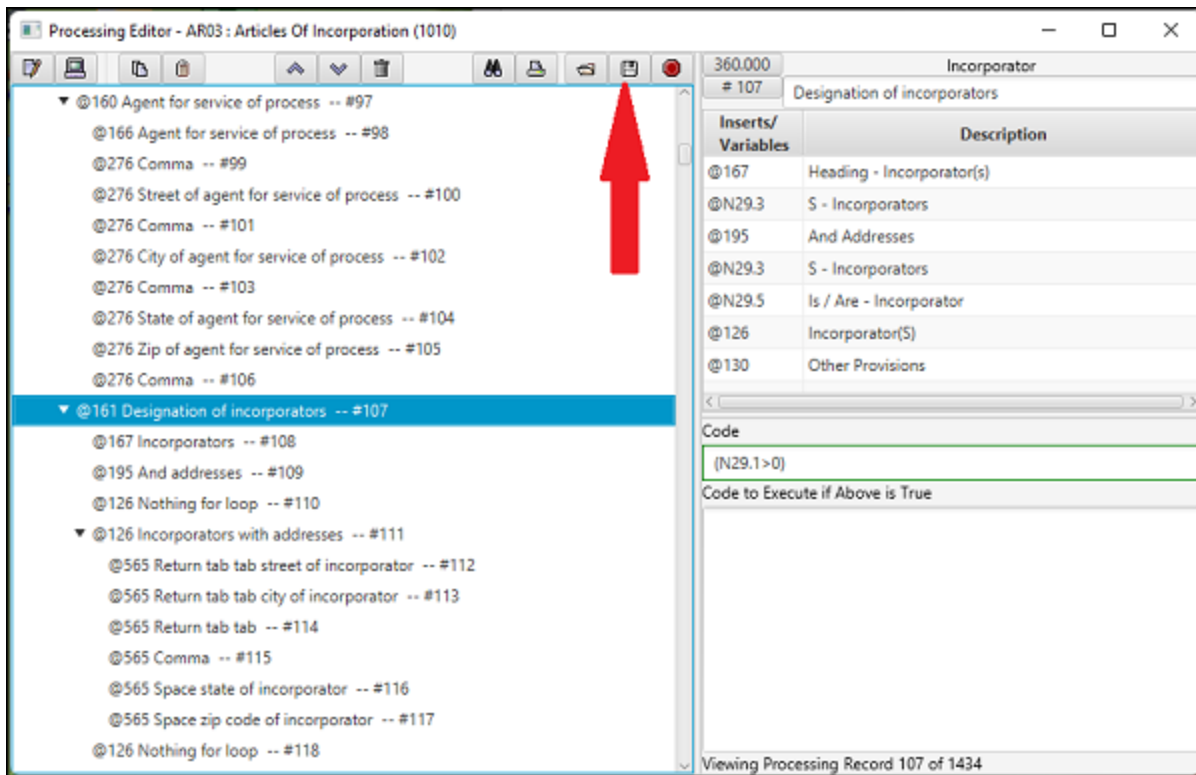 Processing Editor - AR03 : Articles Of Incorporation (1010)
@160 Agent for service of process -- #97
@166 Agent for service of process -- #98
@276 Comma -- #99
@276 Street of agent for service of process -- #100
@276 Comma -- #101
@276 City of agent for service of process -- #102
@276 Comma -- #103
@276 State of agent for service of process -- #104
@276 Zip of agent for service of process -- #105
@276 Comma -- #106
@161 Designation of incorporators -- #107
@167 Incorporators -- #108
@195 And addresses -- #109
@126 Nothing for loop -- #110
@126 Incorporators with addresses -- #111
@565 Return tab tab street of incorporator -- #112
@565 Return tab tab city of incorporator -- #113
@565 Return tab tab -- #114
@565 Comma -- #115
@565 Space state of incorporator -- #116
@565 Space zip code of incorporator -- #117
@126 Nothing for loop -- #118
360.000 Incorporator
# 107 Designation of incorporators
Inserts/
Variables Description
@167 Heading - Incorporator(s)
@N29.3 S - Incorporators
@195 And Addresses
@N29.3 S - Incorporators
@N29.5 Is / Are - Incorporator
@126 Incorporator(S)
@130 Other Provisions
Code
(N29.1>0)
Code to Execute if Above is True
Viewing Processing Record 107 of 1434